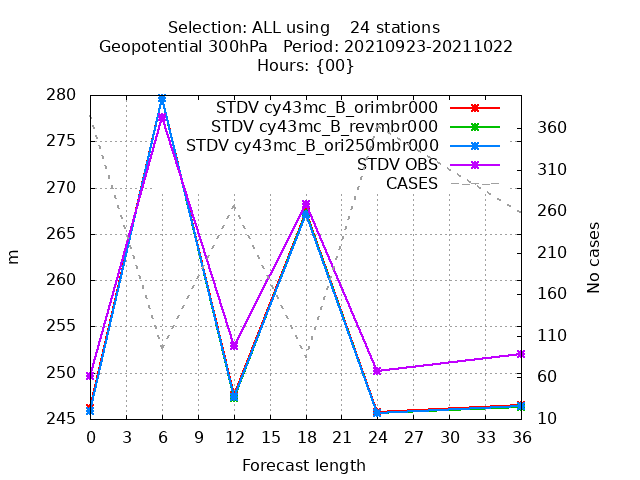 Selection: ALL using    24 stations
Geopotential 300hPa   Period: 20210923-20211022
Hours: {00}
STDV cy43mc_B_orimbr000
STDV cy43mc_B_revmbr000
STDV cy43mc_B_ori250mbr000
STDV OBS
CASES
280
275
270
265
260
255
250
245
m
360
310
260
210
160
110
60
10
No cases
0 3 6 9 12 15 18 21 24 27 30 33 36
Forecast length